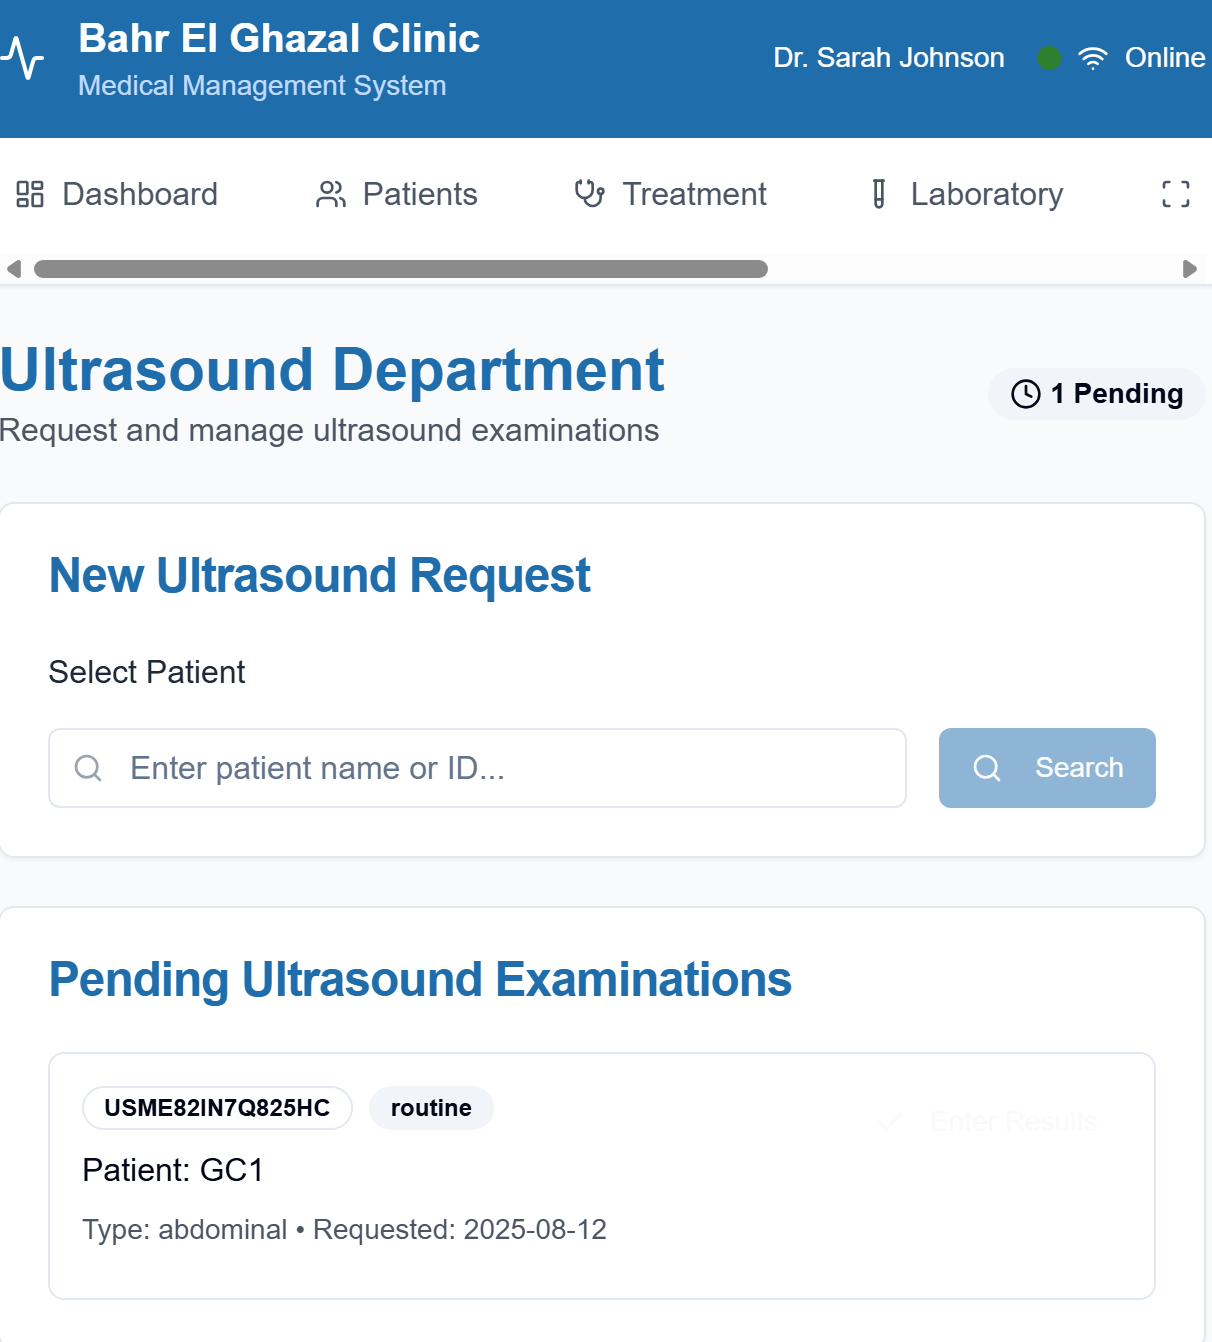 Bahr El Ghazal Clinic
Medical Management System
Dr. Sarah Johnson
Online
Dashboard
Patients
Treatment
Laboratory
Ultrasound Department
Request and manage ultrasound examinations
1 Pending
New Ultrasound Request
Select Patient
Enter patient name or ID...
Search
Pending Ultrasound Examinations
USME82IN7Q825HC
routine
Enter Results
Patient: GC1
Type: abdominal • Requested: 2025-08-12